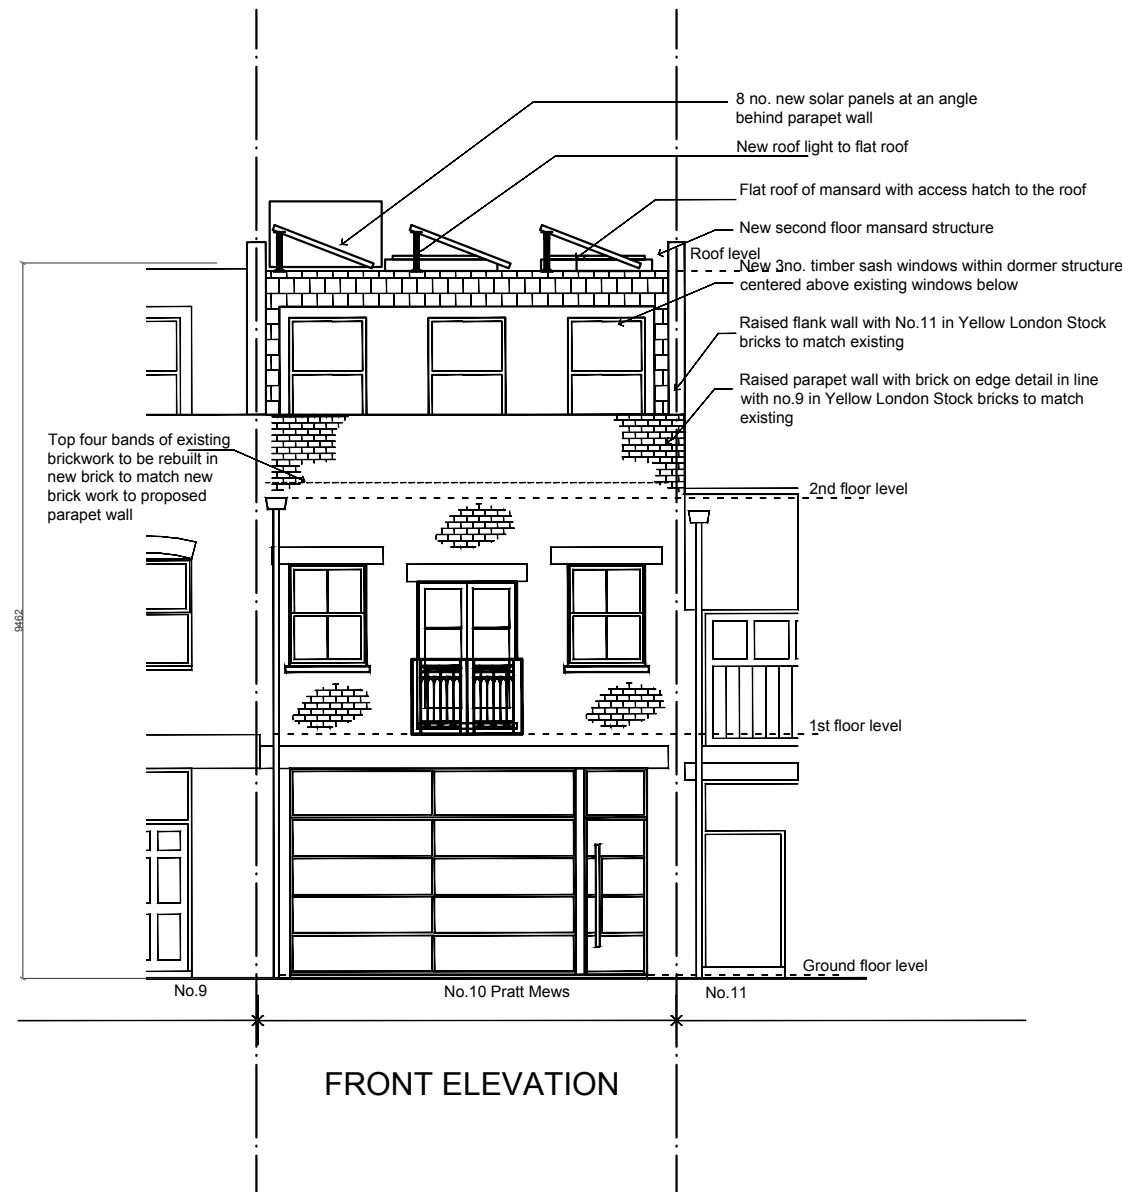 8 no. new solar panels at an angle
behind parapet wall
New roof light to flat roof
Flat roof of mansard with access hatch to the roof
New second floor mansard structure
Roof level
New 3no. timber sash windows within dormer structure
centered above existing windows below
Raised flank wall with No.11 in Yellow London Stock
bricks to match existing
Raised parapet wall with brick on edge detail in line
with no.9 in Yellow London Stock bricks to match
existing
Top four bands of existing
brickwork to be rebuilt in
new brick to match new
brick work to proposed
parapet wall
2nd floor level
9462
1st floor level
Ground floor level
No.9
No.10 Pratt Mews
No.11
FRONT ELEVATION